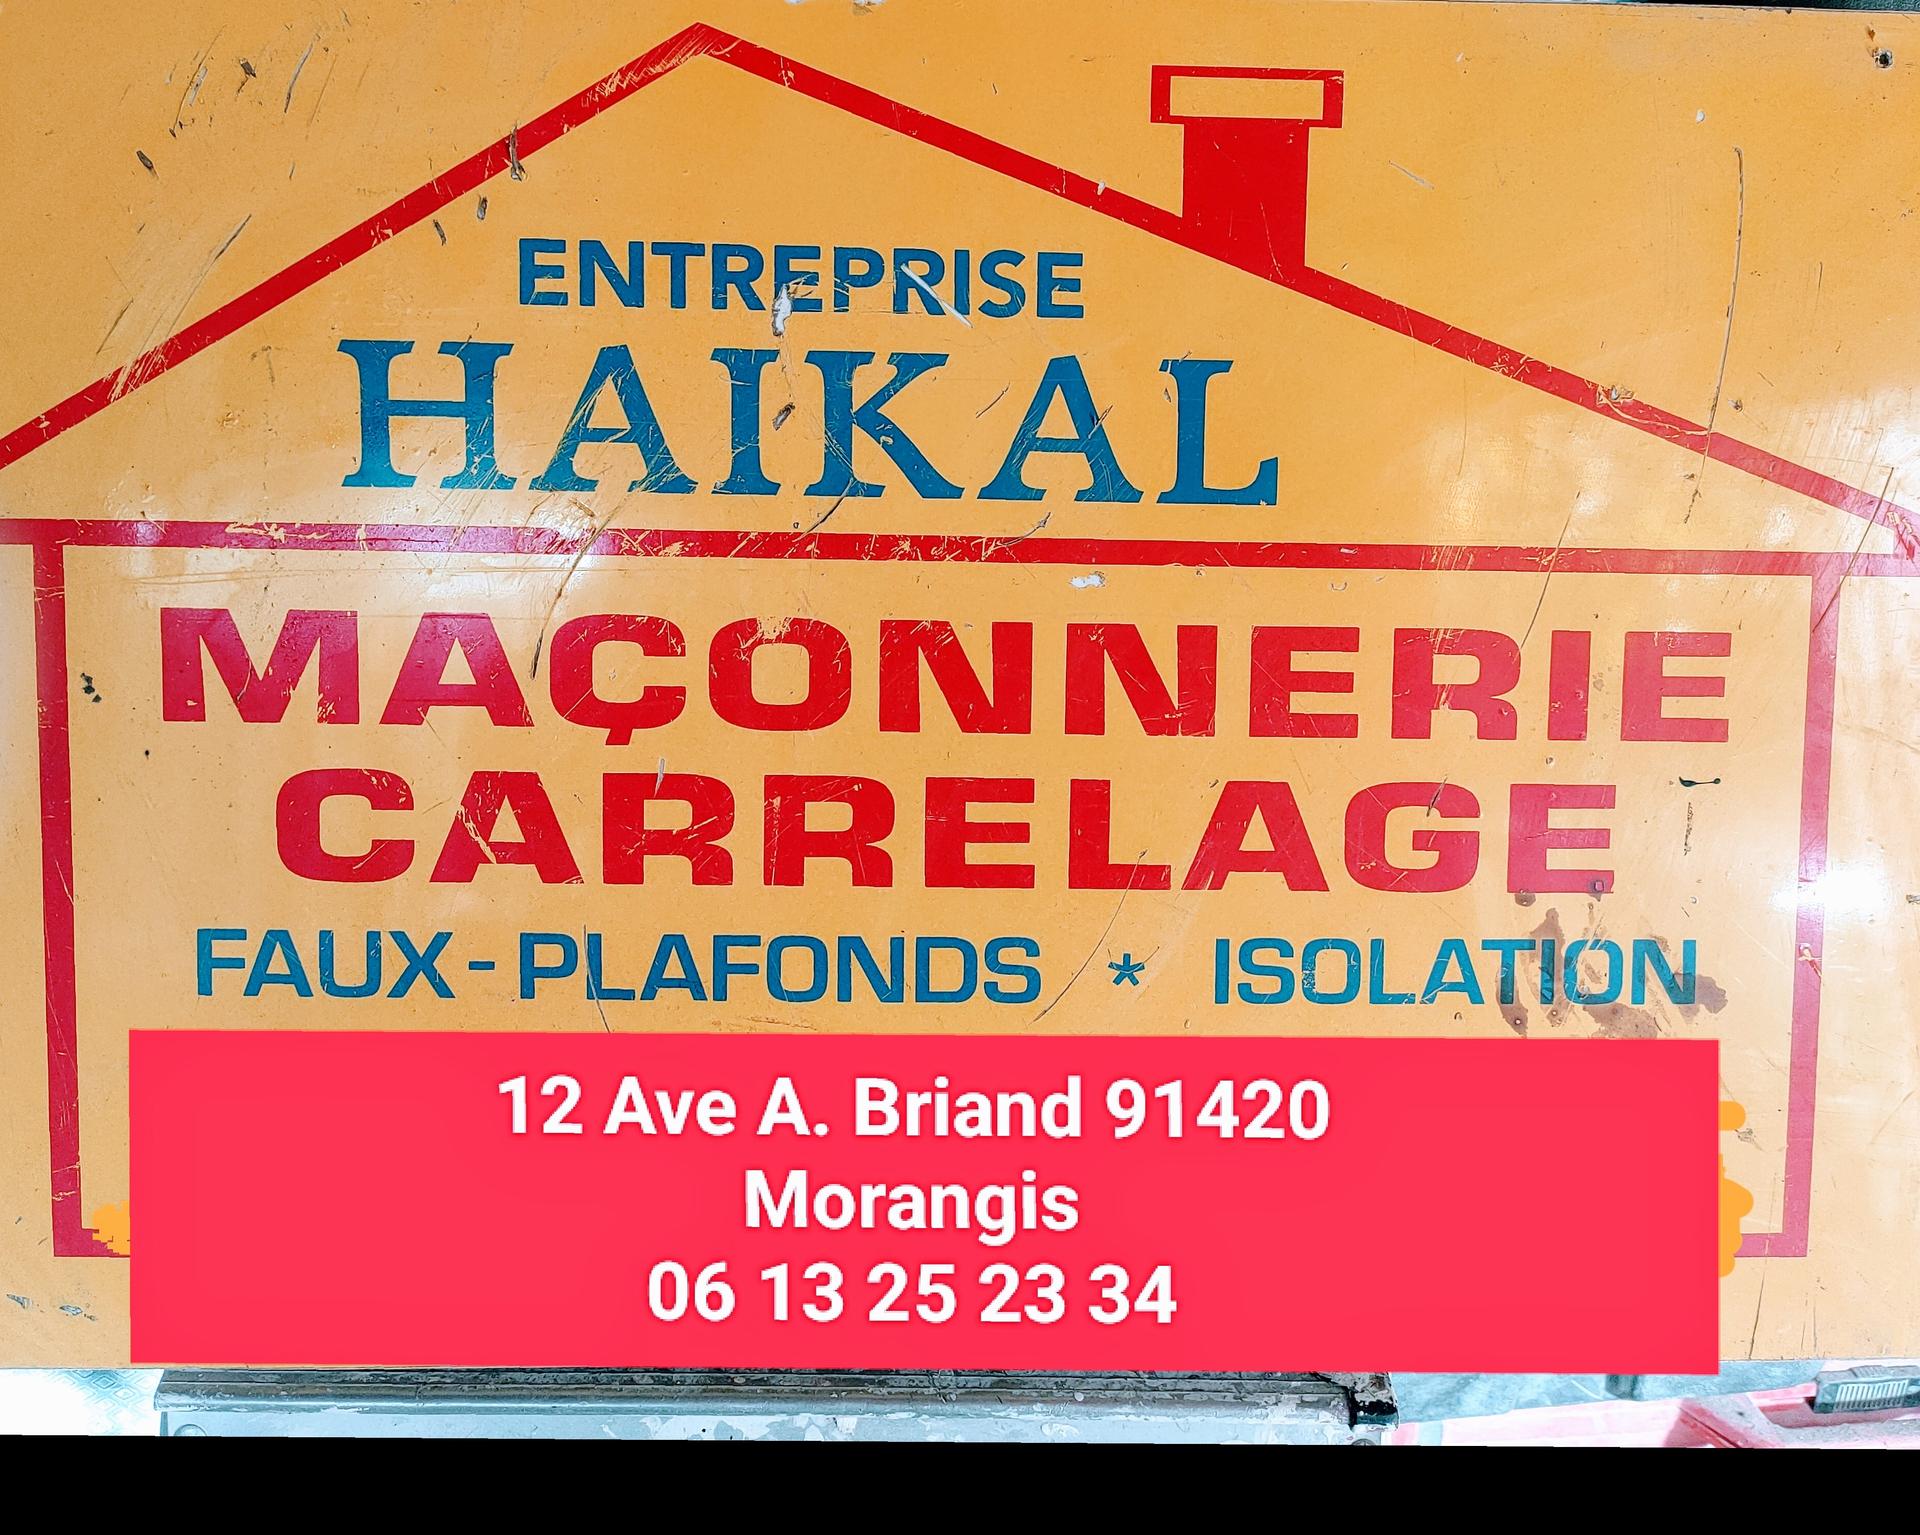 ENTREPRISE
HAIKAL
MAÇONNERIE
CARRELAGE
FAUX-PLAFONDS * ISOLATION
12 Ave A. Briand 91420
Morangis
06 13 25 23 34